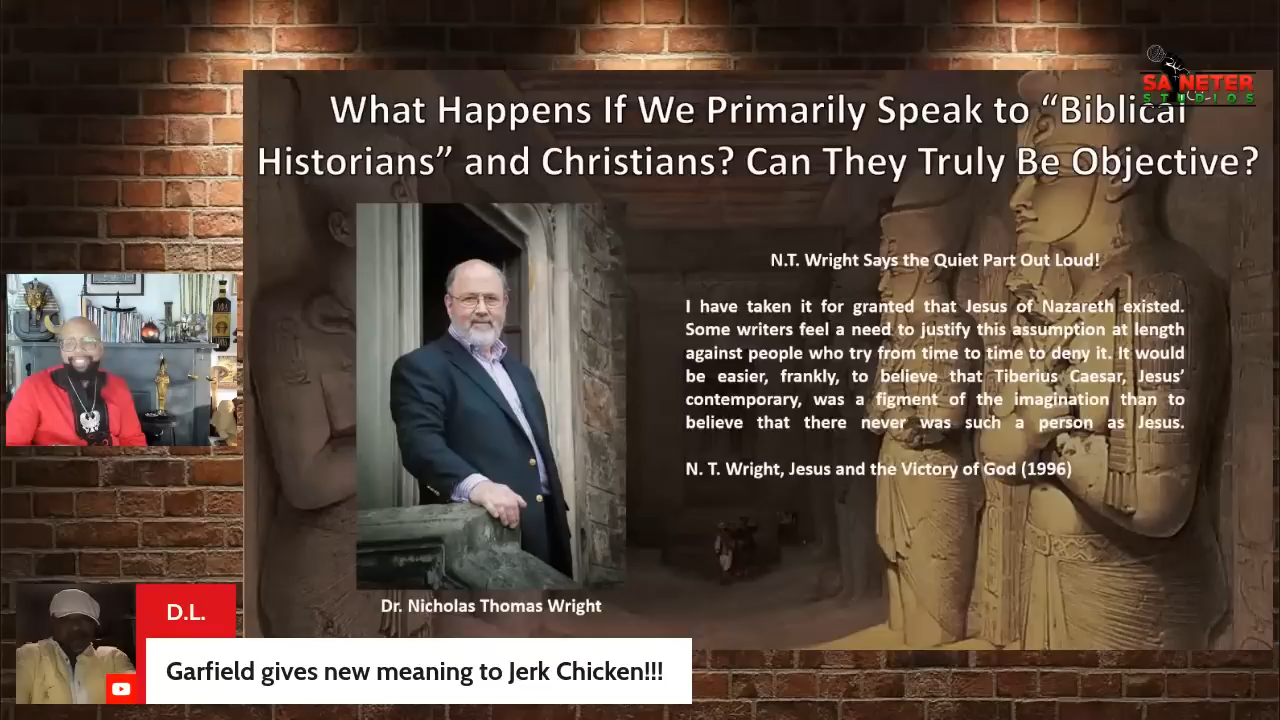 SA NETER
STUDIOS
What Happens If We Primarily Speak to “Biblical
Historians” and Christians? Can They Truly Be Objective?
N.T. Wright Says the Quiet Part Out Loud!
I have taken it for granted that Jesus of Nazareth existed.
Some writers feel a need to justify this assumption at length
against people who try from time to time to deny it. It would
be easier, frankly, to believe that Tiberius Caesar, Jesus’
contemporary, was a figment of the imagination than to
believe that there never was such a person as Jesus.
N. T. Wright, Jesus and the Victory of God (1996)
Dr. Nicholas Thomas Wright
D.L.
Garfield gives new meaning to Jerk Chicken!!!